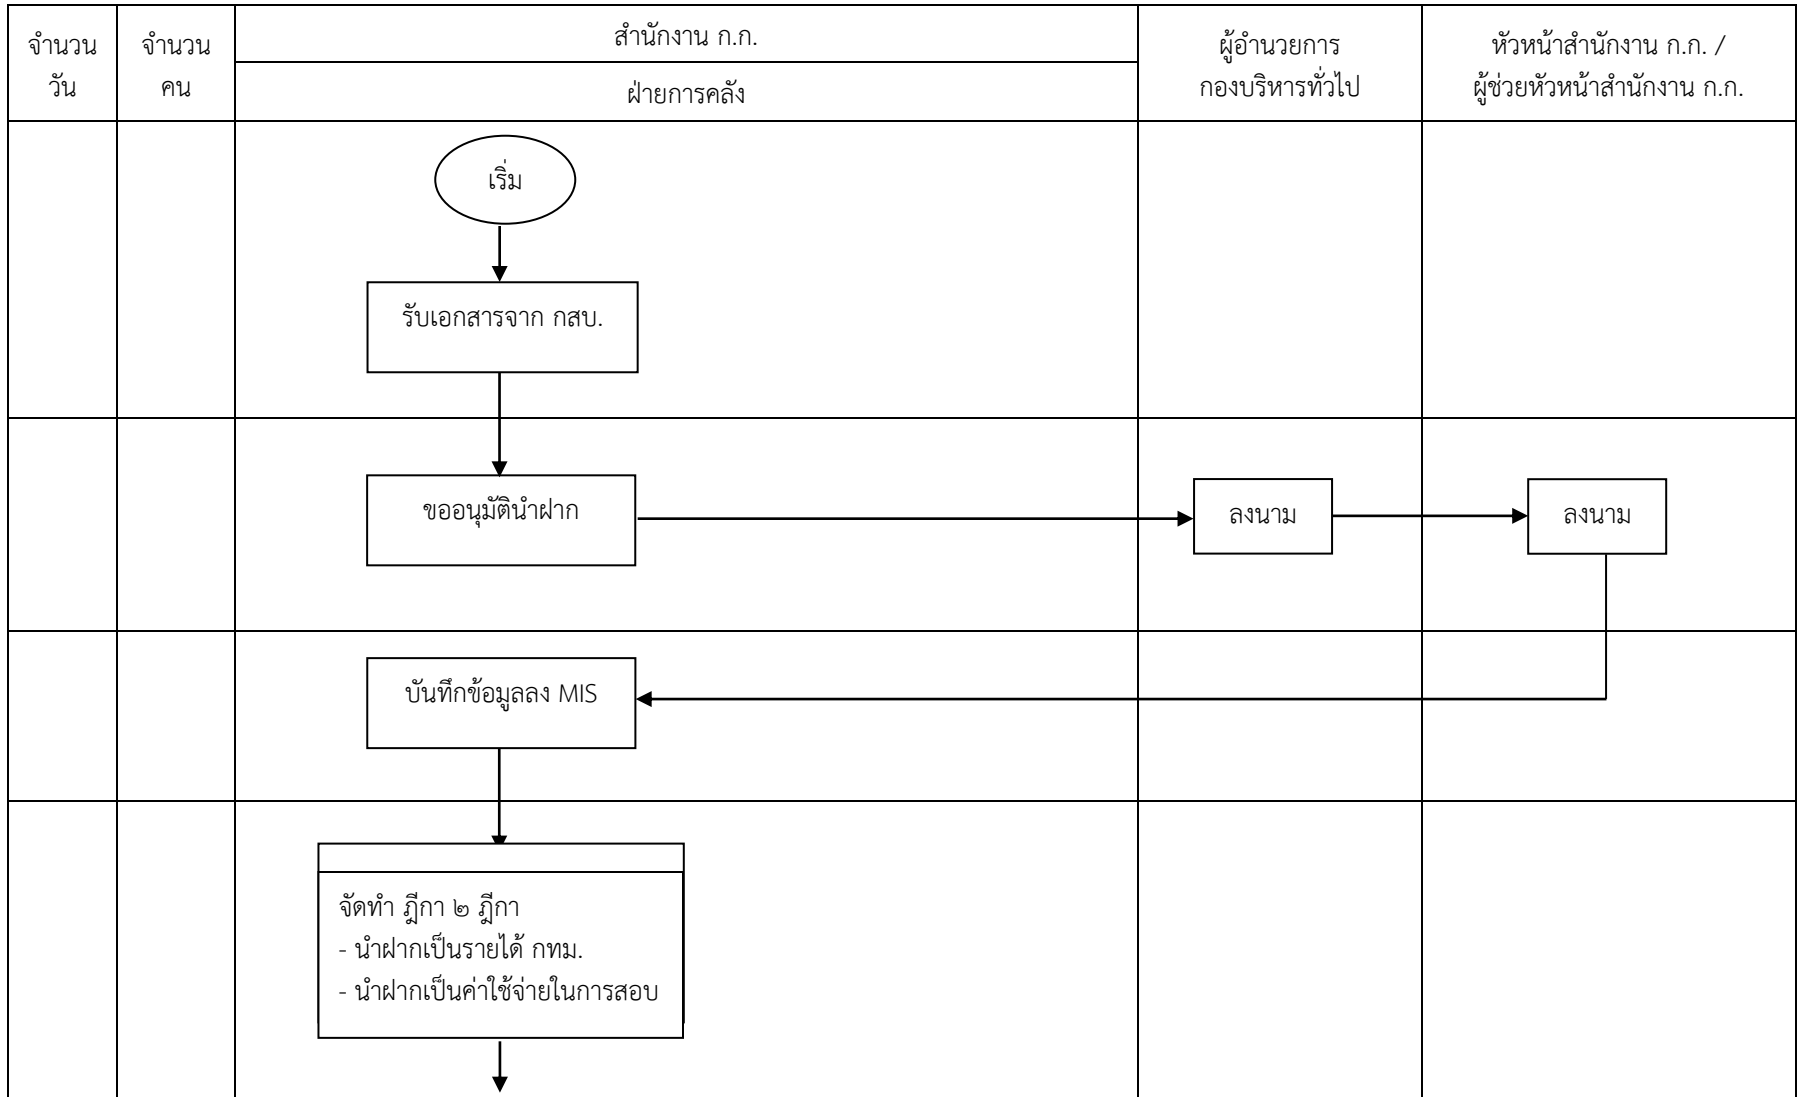 จำนวน
วัน
จำนวน
คน
สำนักงาน ก.ก.
ฝ่ายการคลัง
ผู้อำนวยการ
กองบริหารทั่วไป
หัวหน้าสำนักงาน ก.ก. /
ผู้ช่วยหัวหน้าสำนักงาน ก.ก.
เริ่ม
รับเอกสารจาก กสบ.
ขออนุมัตินำฝาก
ลงนาม
ลงนาม
บันทึกข้อมูลลง MIS
จัดทำ ฎีกา ๒ ฎีกา
- นำฝากเป็นรายได้ กทม.
- นำฝากเป็นค่าใช้จ่ายในการสอบ